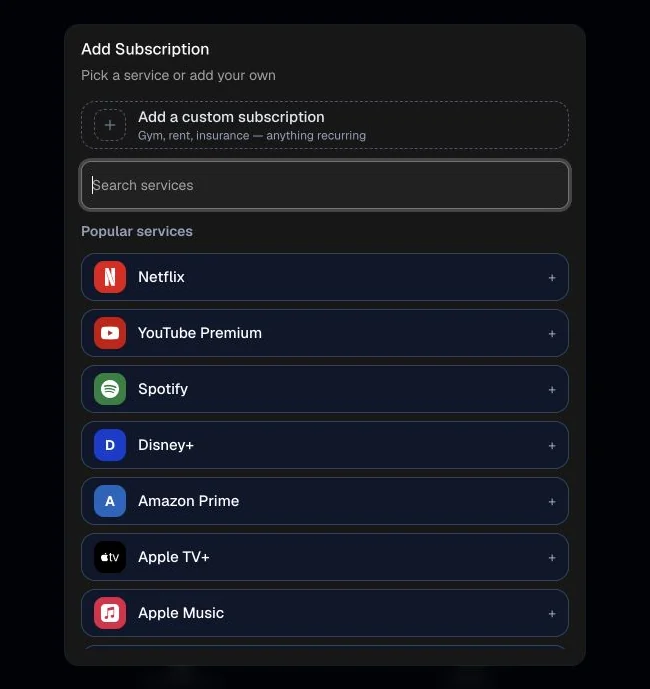 Add Subscription
Pick a service or add your own
+
Add a custom subscription
Gym, rent, insurance — anything recurring
Search services
Popular services
N Netflix +
YouTube Premium +
Spotify +
D Disney+ +
A Amazon Prime +
tv Apple TV+ +
Apple Music +